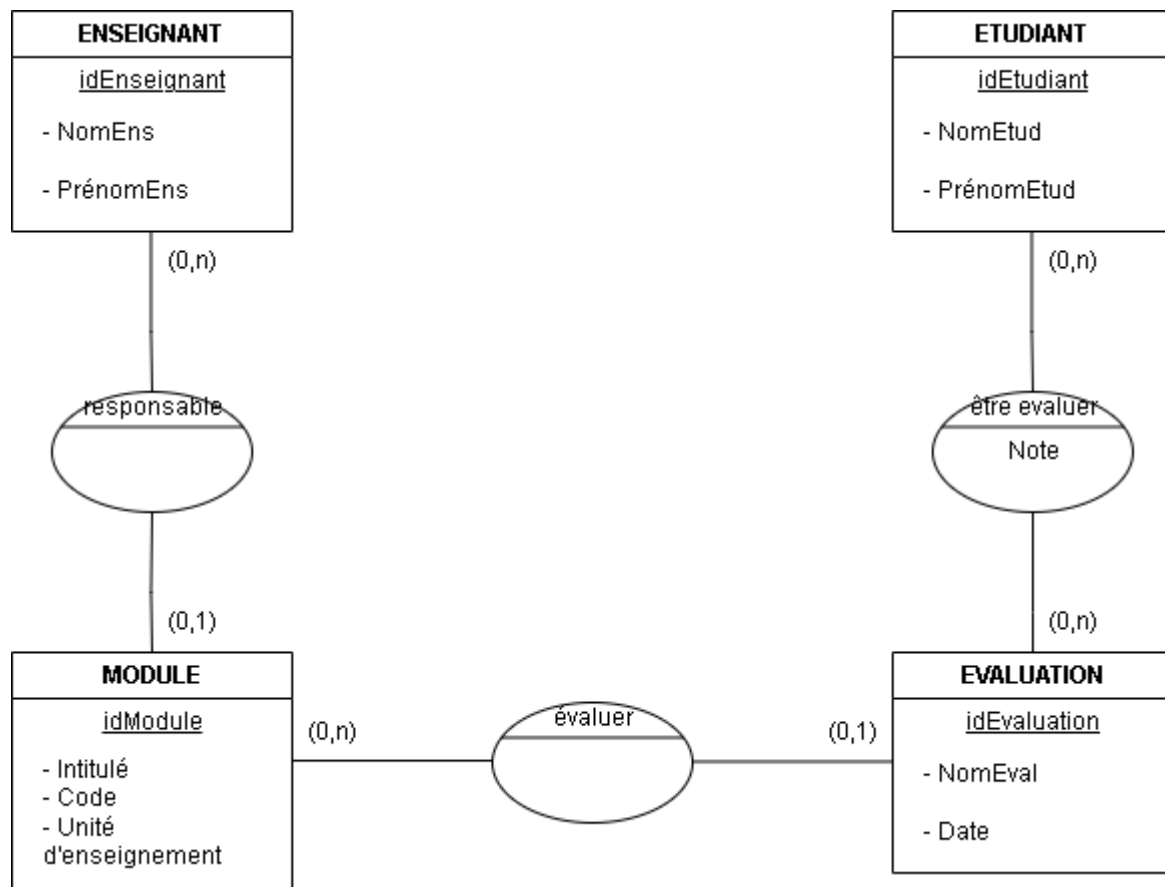 ENSEIGNANT
idEnseignant
- NomEns
- PrénomEns
(0,n)
responsable
(0,1)
MODULE
idModule
- Intitulé
- Code
- Unité
d'enseignement
(0,n)
évaluer
(0,1)
ETUDIANT
idEtudiant
- NomEtud
- PrénomEtud
(0,n)
être evaluer
Note
(0,n)
EVALUATION
idEvaluation
- NomEval
- Date